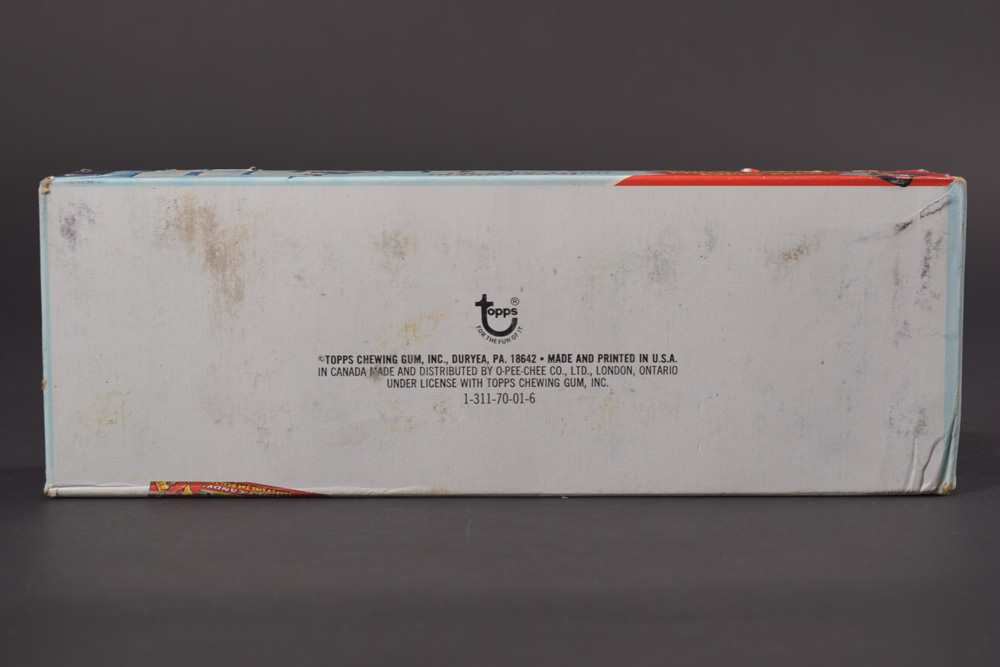 topps®
FOR THE FUN OF IT
©TOPPS CHEWING GUM, INC., DURYEA, PA. 18642 • MADE AND PRINTED IN U.S.A.
IN CANADA MADE AND DISTRIBUTED BY O-PEE-CHEE CO., LTD., LONDON, ONTARIO
UNDER LICENSE WITH TOPPS CHEWING GUM, INC.
1-311-70-01-6
CANDY